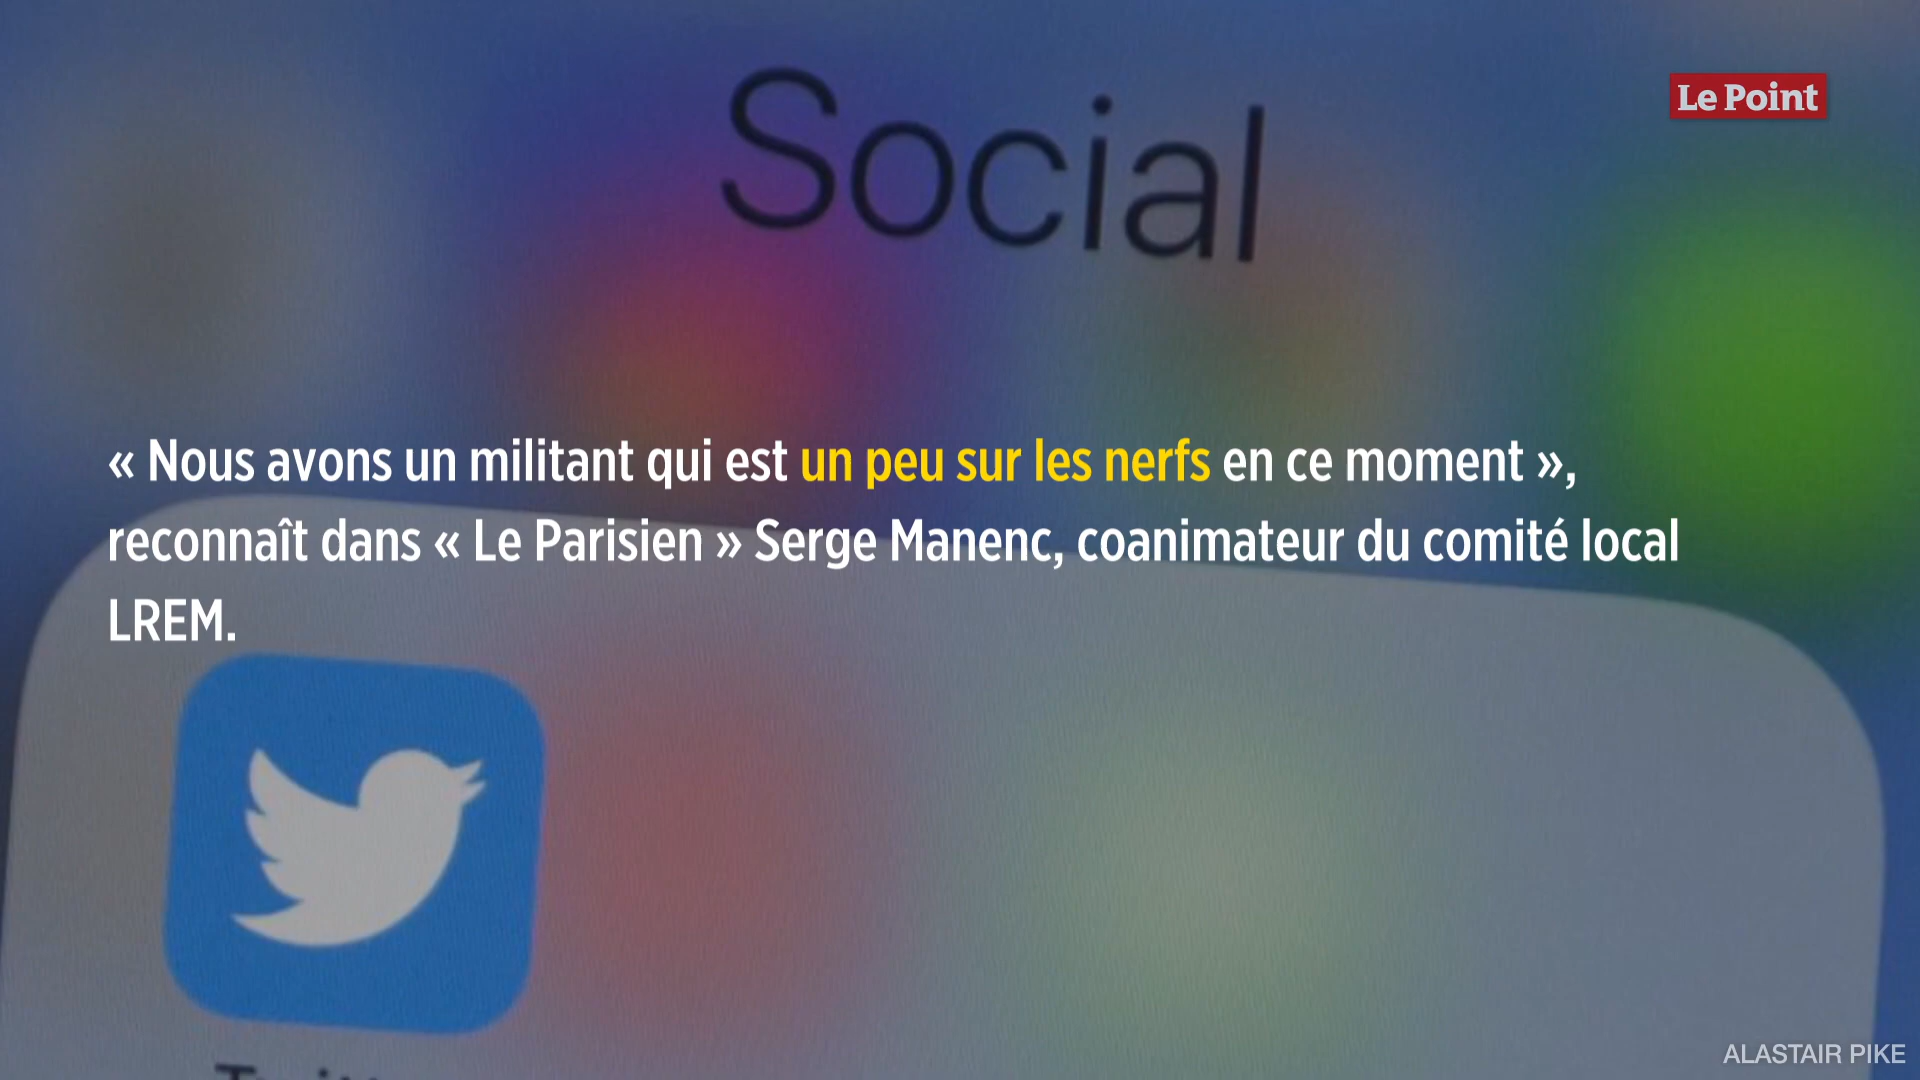 Social
Le Point
« Nous avons un militant qui est un peu sur les nerfs en ce moment »,
reconnaît dans « Le Parisien » Serge Manenc, coanimateur du comité local
LREM.
ALASTAIR PIKE